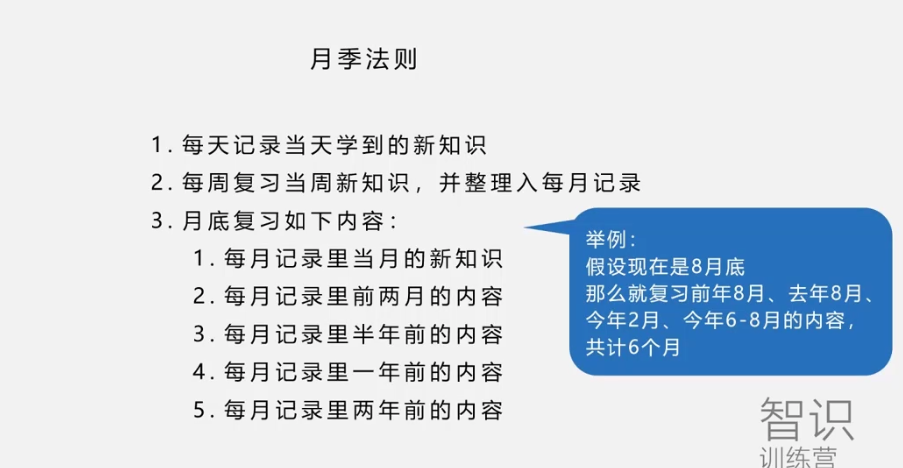 月季法则
1. 每天记录当天学到的新知识
2. 每周复习当周新知识，并整理入每月记录
3. 月底复习如下内容：
1. 每月记录里当月的新知识
2. 每月记录里前两月的内容
3. 每月记录里半年前的内容
4. 每月记录里一年前的内容
5. 每月记录里两年前的内容
举例：
假设现在是8月底
那么就复习前年8月、去年8月、
今年2月、今年6-8月的内容，
共计6个月
智识
训练营